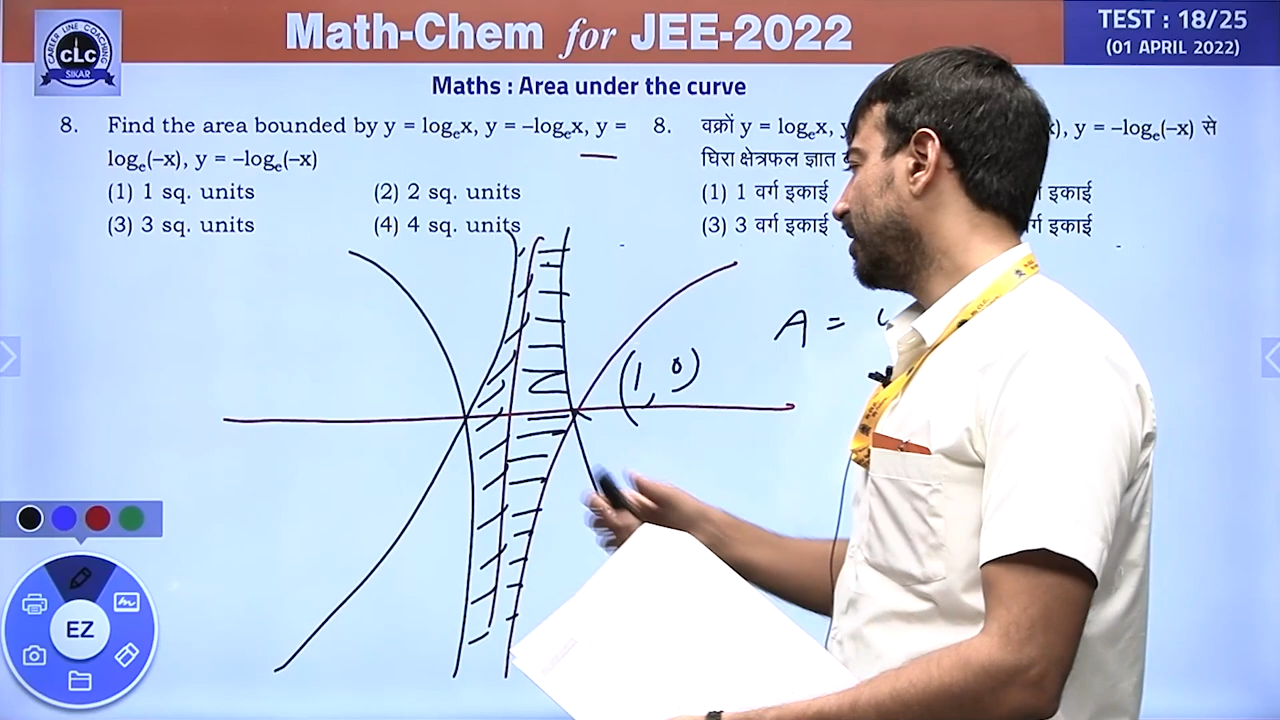 CAREER LINE COACHING
CLC
SIKAR
Math-Chem for JEE-2022
TEST : 18/25
(01 APRIL 2022)
Maths : Area under the curve
8. Find the area bounded by y = logₑx, y = –logₑx, y =
logₑ(–x), y = –logₑ(–x)
(1) 1 sq. units (2) 2 sq. units
(3) 3 sq. units (4) 4 sq. units
8. वक्रों y = logₑx, y = –logₑ(–x) से
घिरा क्षेत्रफल ज्ञात
(1) 1 वर्ग इकाई इकाई
(3) 3 वर्ग इकाई इकाई
A =
(1, 0)
EZ